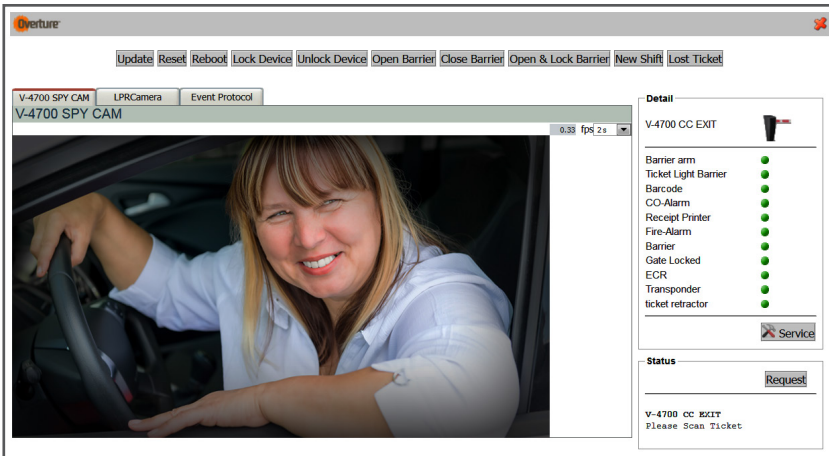 Overture
Update Reset Reboot Lock Device Unlock Device Open Barrier Close Barrier Open & Lock Barrier New Shift Lost Ticket
V-4700 SPY CAM LPRCamera Event Protocol
V-4700 SPY CAM
0.33 fps 2 s
Detail
V-4700 CC EXIT
Barrier arm
Ticket Light Barrier
Barcode
CO-Alarm
Receipt Printer
Fire-Alarm
Barrier
Gate Locked
ECR
Transponder
ticket retractor
Service
Status
Request
V-4700 CC EXIT
Please Scan Ticket